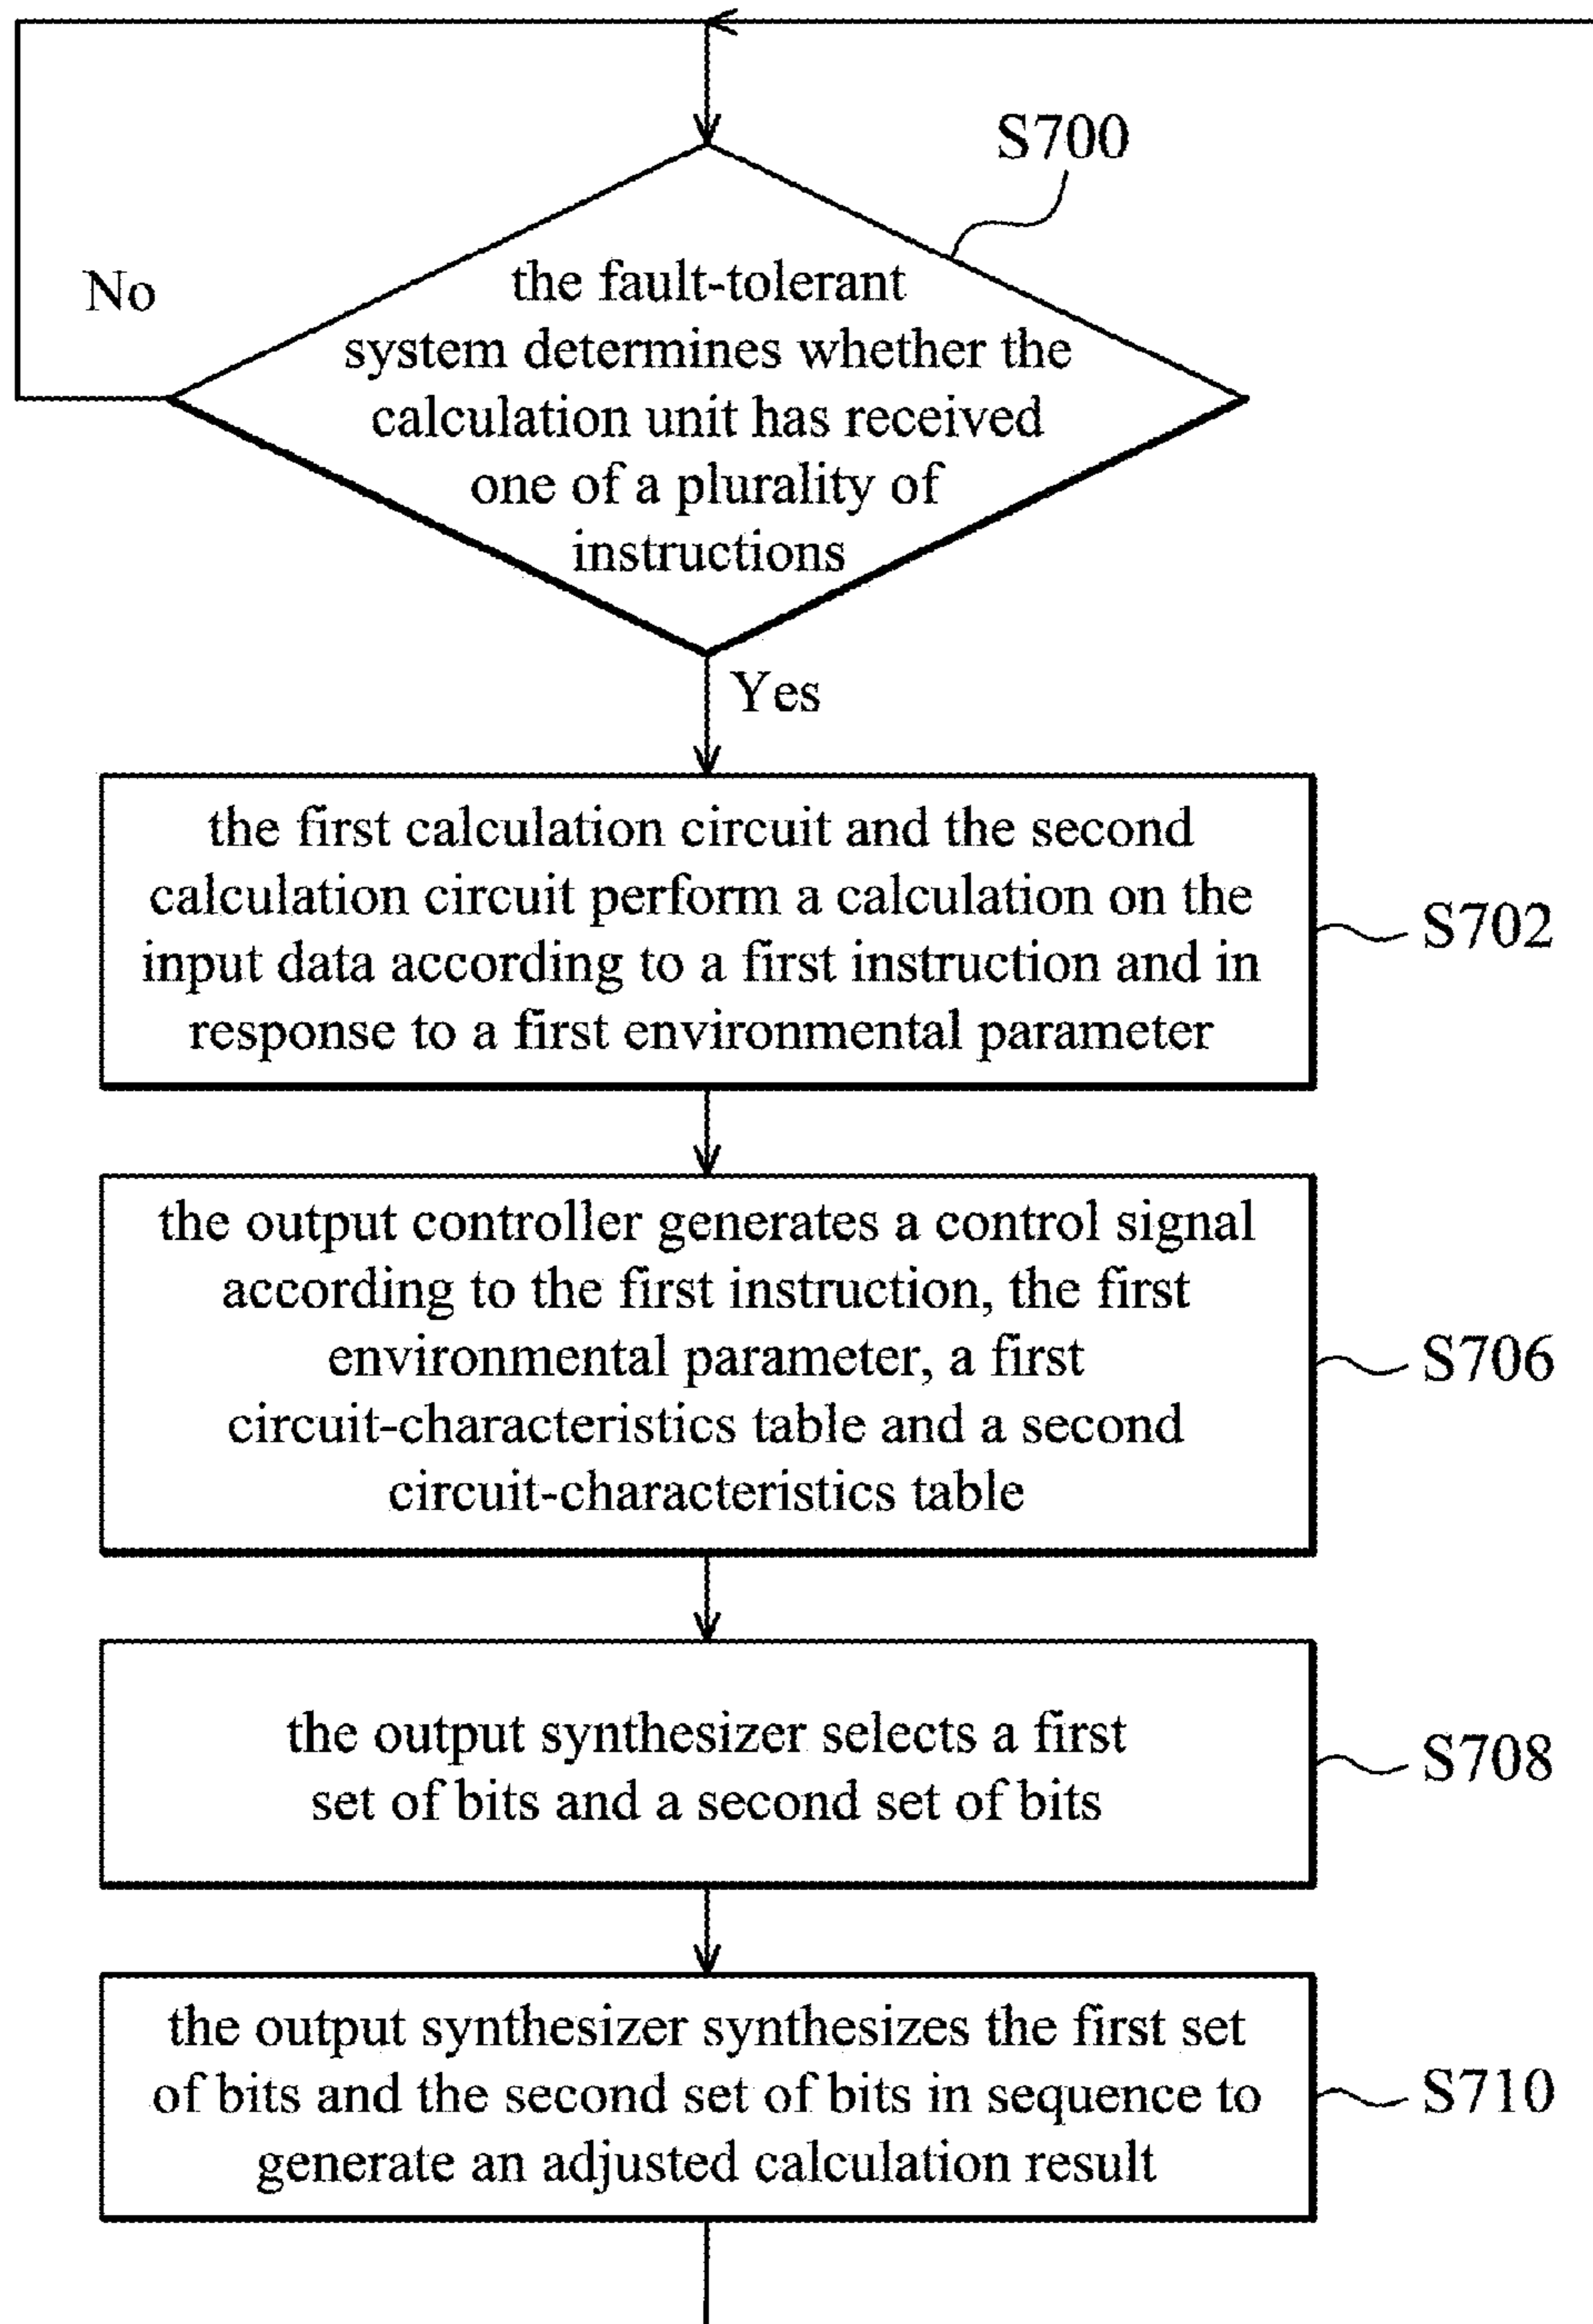 S700
No
the fault-tolerant
system determines whether the
calculation unit has received
one of a plurality of
instructions
Yes
the first calculation circuit and the second
calculation circuit perform a calculation on the
input data according to a first instruction and in
response to a first environmental parameter
S702
the output controller generates a control signal
according to the first instruction, the first
environmental parameter, a first
circuit-characteristics table and a second
circuit-characteristics table
S706
the output synthesizer selects a first
set of bits and a second set of bits
S708
the output synthesizer synthesizes the first set
of bits and the second set of bits in sequence to
generate an adjusted calculation result
S710